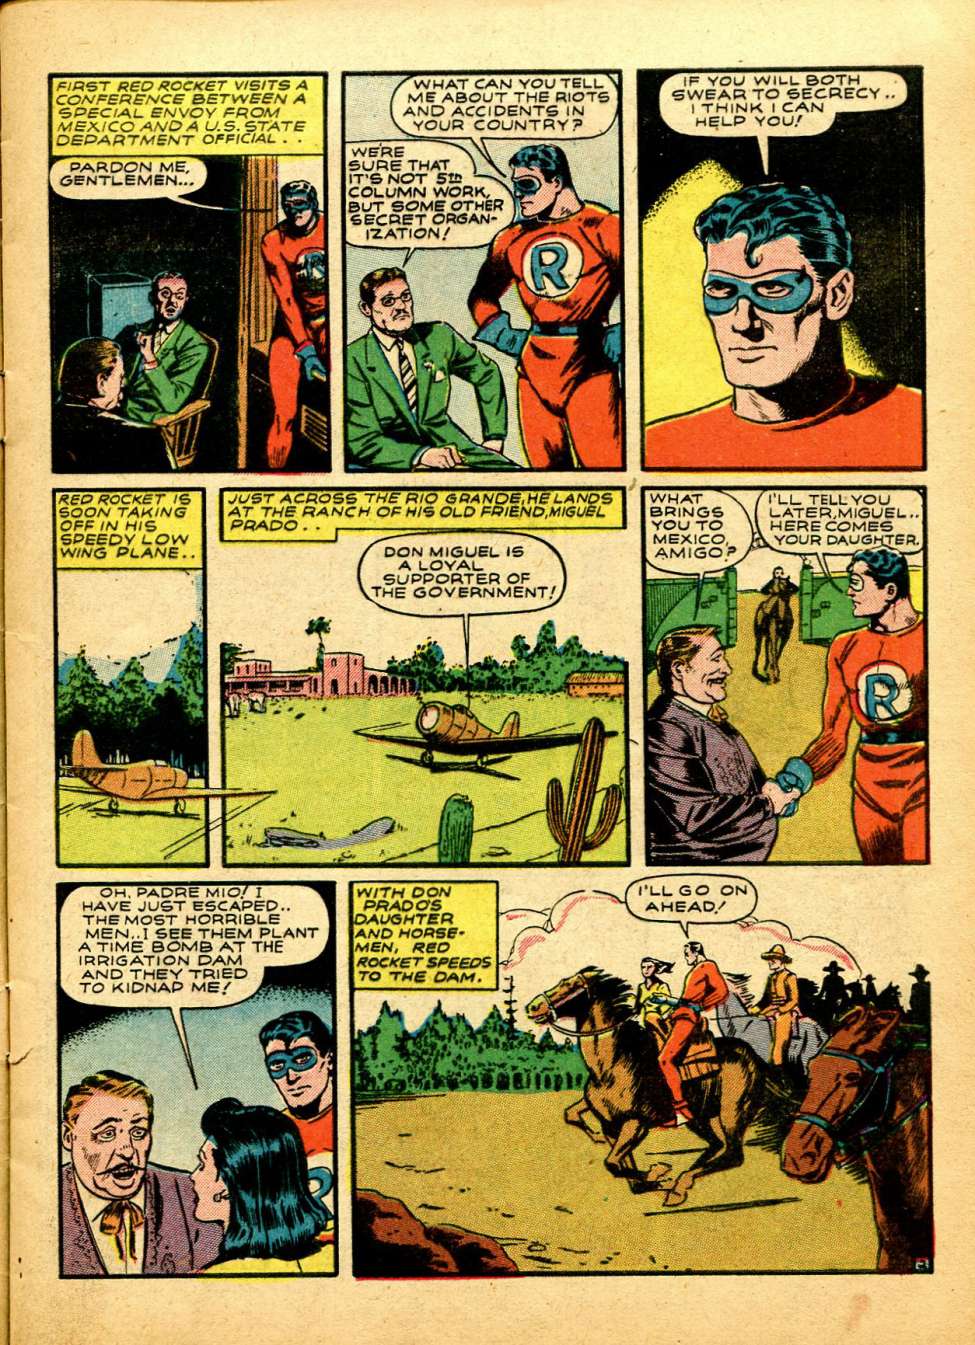 FIRST RED ROCKET VISITS A
CONFERENCE BETWEEN A
SPECIAL ENVOY FROM
MEXICO AND A U.S. STATE
DEPARTMENT OFFICIAL . .
PARDON ME,
GENTLEMEN...
WHAT CAN YOU TELL
ME ABOUT THE RIOTS
AND ACCIDENTS IN
YOUR COUNTRY?
WE'RE
SURE THAT
IT'S NOT 5TH
COLUMN WORK,
BUT SOME OTHER
SECRET ORGAN-
IZATION!
R
IF YOU WILL BOTH
SWEAR TO SECRECY..
I THINK I CAN
HELP YOU!
RED ROCKET IS
SOON TAKING
OFF IN HIS
SPEEDY LOW
WING PLANE..
JUST ACROSS THE RIO GRANDE, HE LANDS
AT THE RANCH OF HIS OLD FRIEND, MIGUEL
PRADO . .
DON MIGUEL IS
A LOYAL
SUPPORTER OF
THE GOVERNMENT!
WHAT
BRINGS
YOU TO
MEXICO,
AMIGO?
I'LL TELL YOU
LATER, MIGUEL..
HERE COMES
YOUR DAUGHTER.
R
OH, PADRE MIO! I
HAVE JUST ESCAPED..
THE MOST HORRIBLE
MEN.. I SEE THEM PLANT
A TIME BOMB AT THE
IRRIGATION DAM
AND THEY TRIED
TO KIDNAP ME!
R
WITH DON
PRADO'S
DAUGHTER
AND HORSE-
MEN, RED
ROCKET SPEEDS
TO THE DAM.
I'LL GO ON
AHEAD!